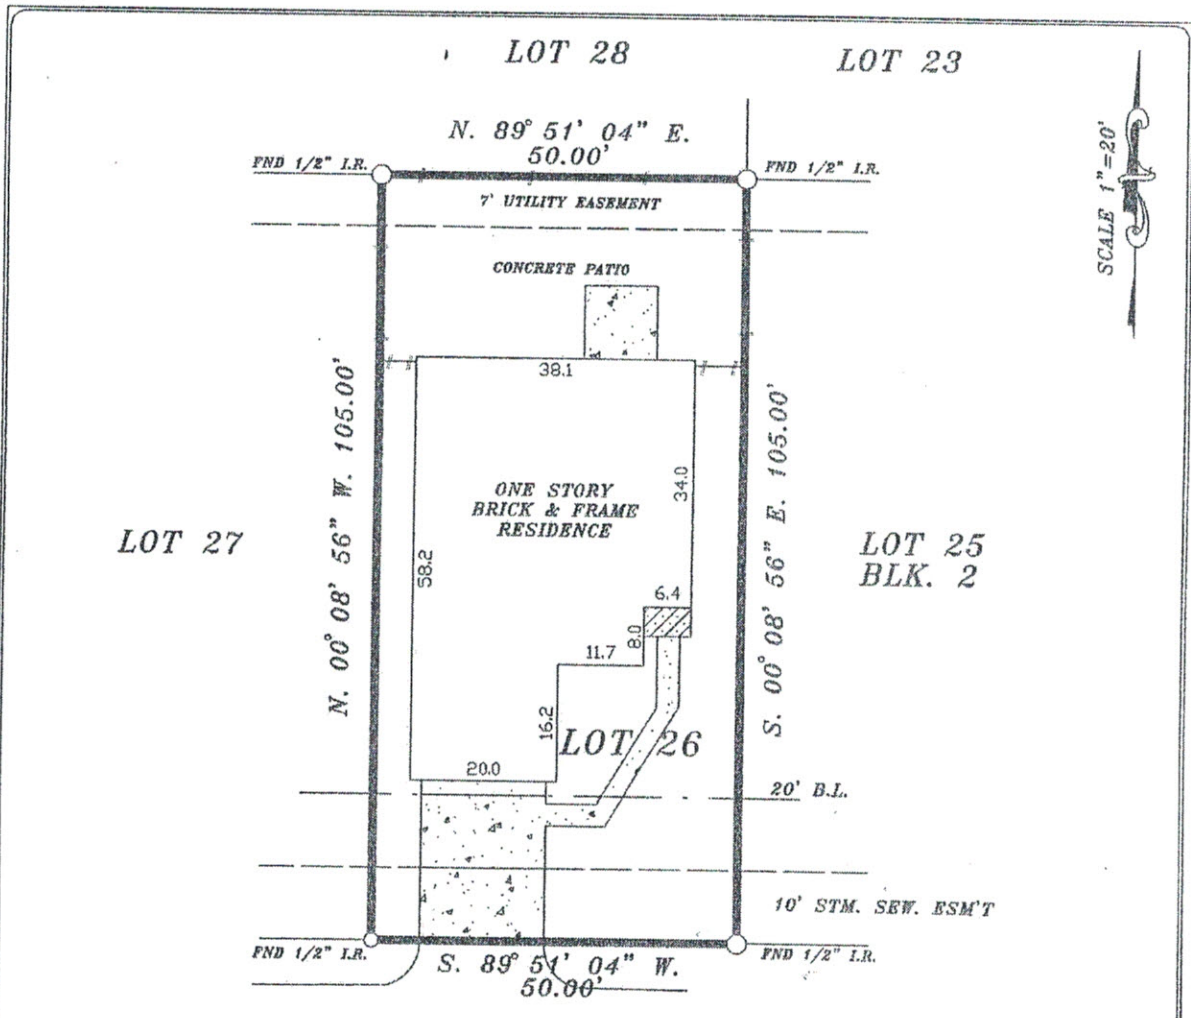 LOT 28
LOT 23
N. 89° 51' 04" E.
50.00'
FND 1/2" I.R.
FND 1/2" I.R.
SCALE 1"=20'
7' UTILITY EASEMENT
CONCRETE PATIO
38.1
N. 00° 08' 56" W. 105.00'
S. 00° 08' 56" E. 105.00'
34.0
ONE STORY
BRICK & FRAME
RESIDENCE
LOT 27
LOT 25
BLK. 2
58.2
6.4
8.0
11.7
16.2
LOT 26
20.0
20' B.L.
10' STM. SEW. ESM'T
FND 1/2" I.R.
FND 1/2" I.R.
S. 89° 51' 04" W.
50.00'